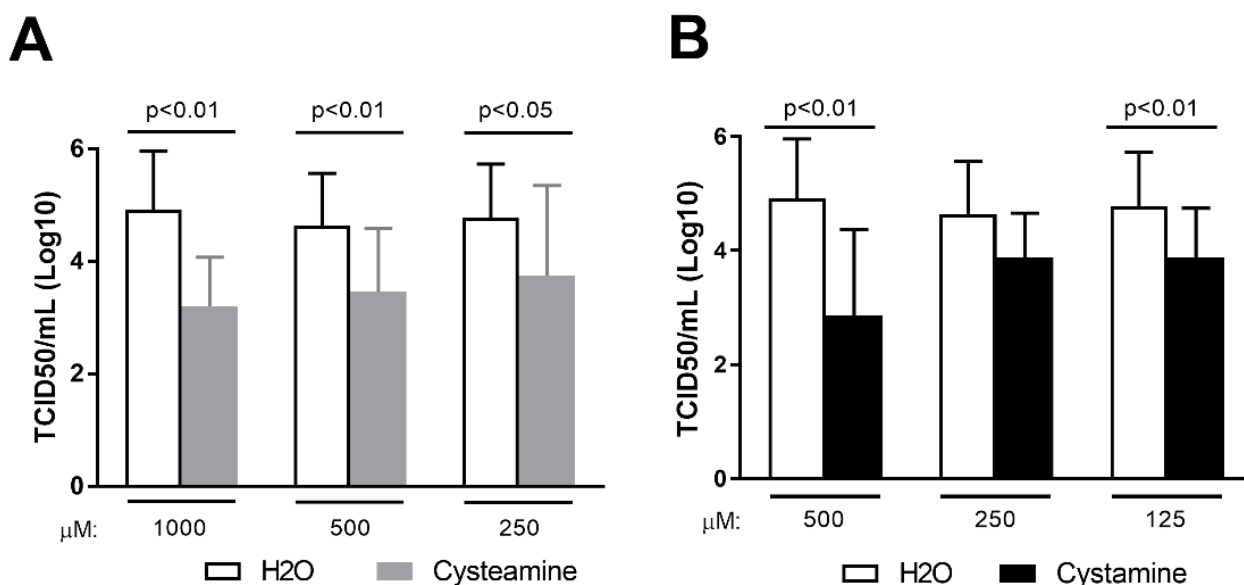 A
p<0.01 p<0.01 p<0.05
TCID50/mL (Log10)
6
4
2
0
μM: 1000 500 250
H2O Cysteamine
B
p<0.01 p<0.01
TCID50/mL (Log10)
6
4
2
0
μM: 500 250 125
H2O Cystamine